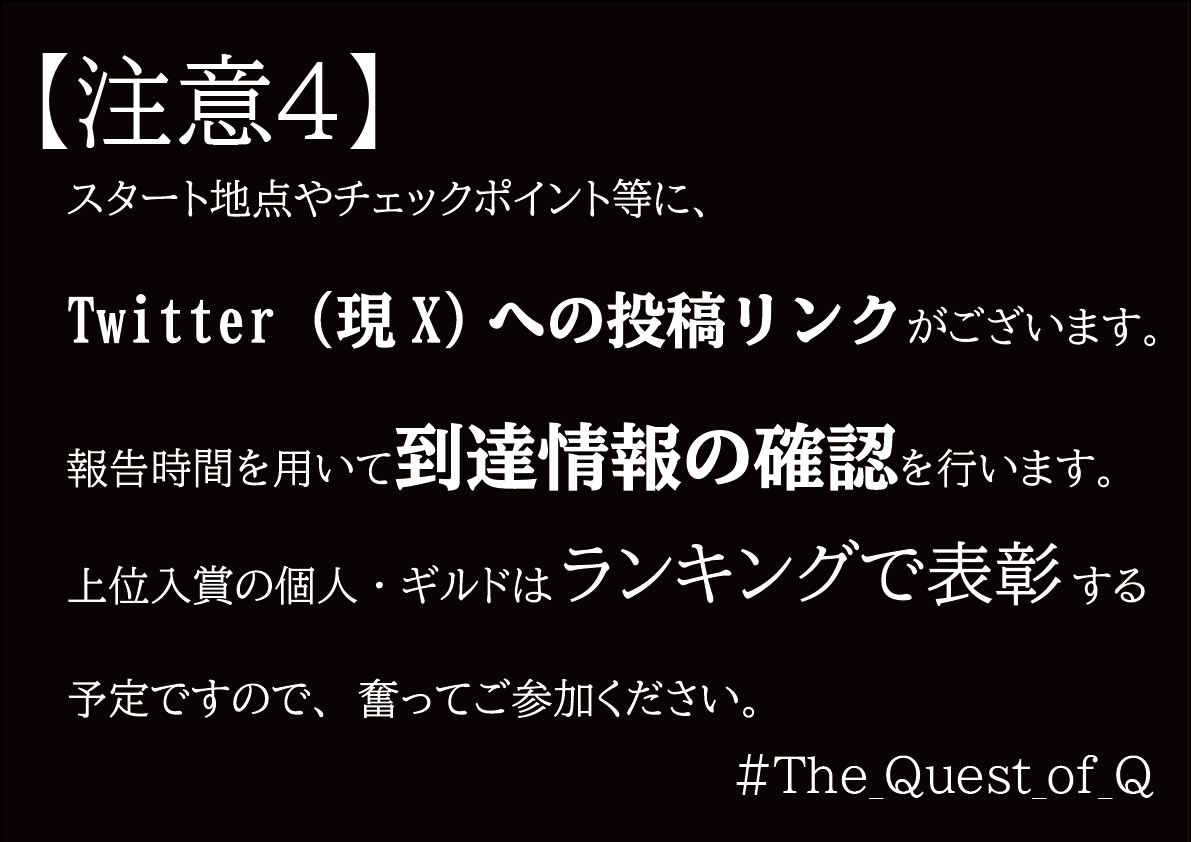 【注意４】
スタート地点やチェックポイント等に、
Twitter（現X）への投稿リンクがございます。
報告時間を用いて到達情報の確認を行います。
上位入賞の個人・ギルドはランキングで表彰する
予定ですので、奮ってご参加ください。
#The_Quest_of_Q